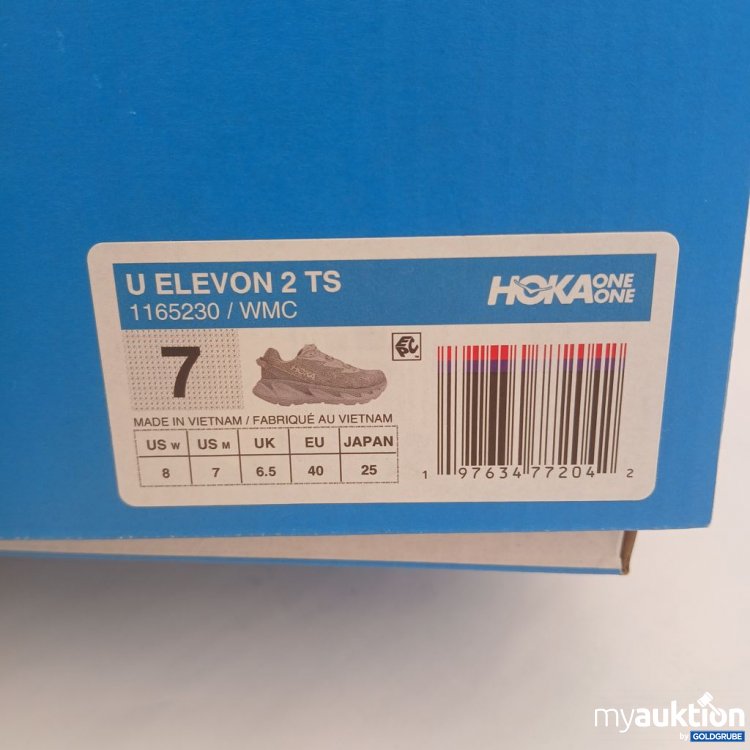 U ELEVON 2 TS
1165230 / WMC
HOKA ONE ONE
7
EPC
MADE IN VIETNAM / FABRIQUÉ AU VIETNAM
US W US M UK EU JAPAN
8 7 6.5 40 25
1 97634 77204 2
myauktion
by GOLDGRUBE